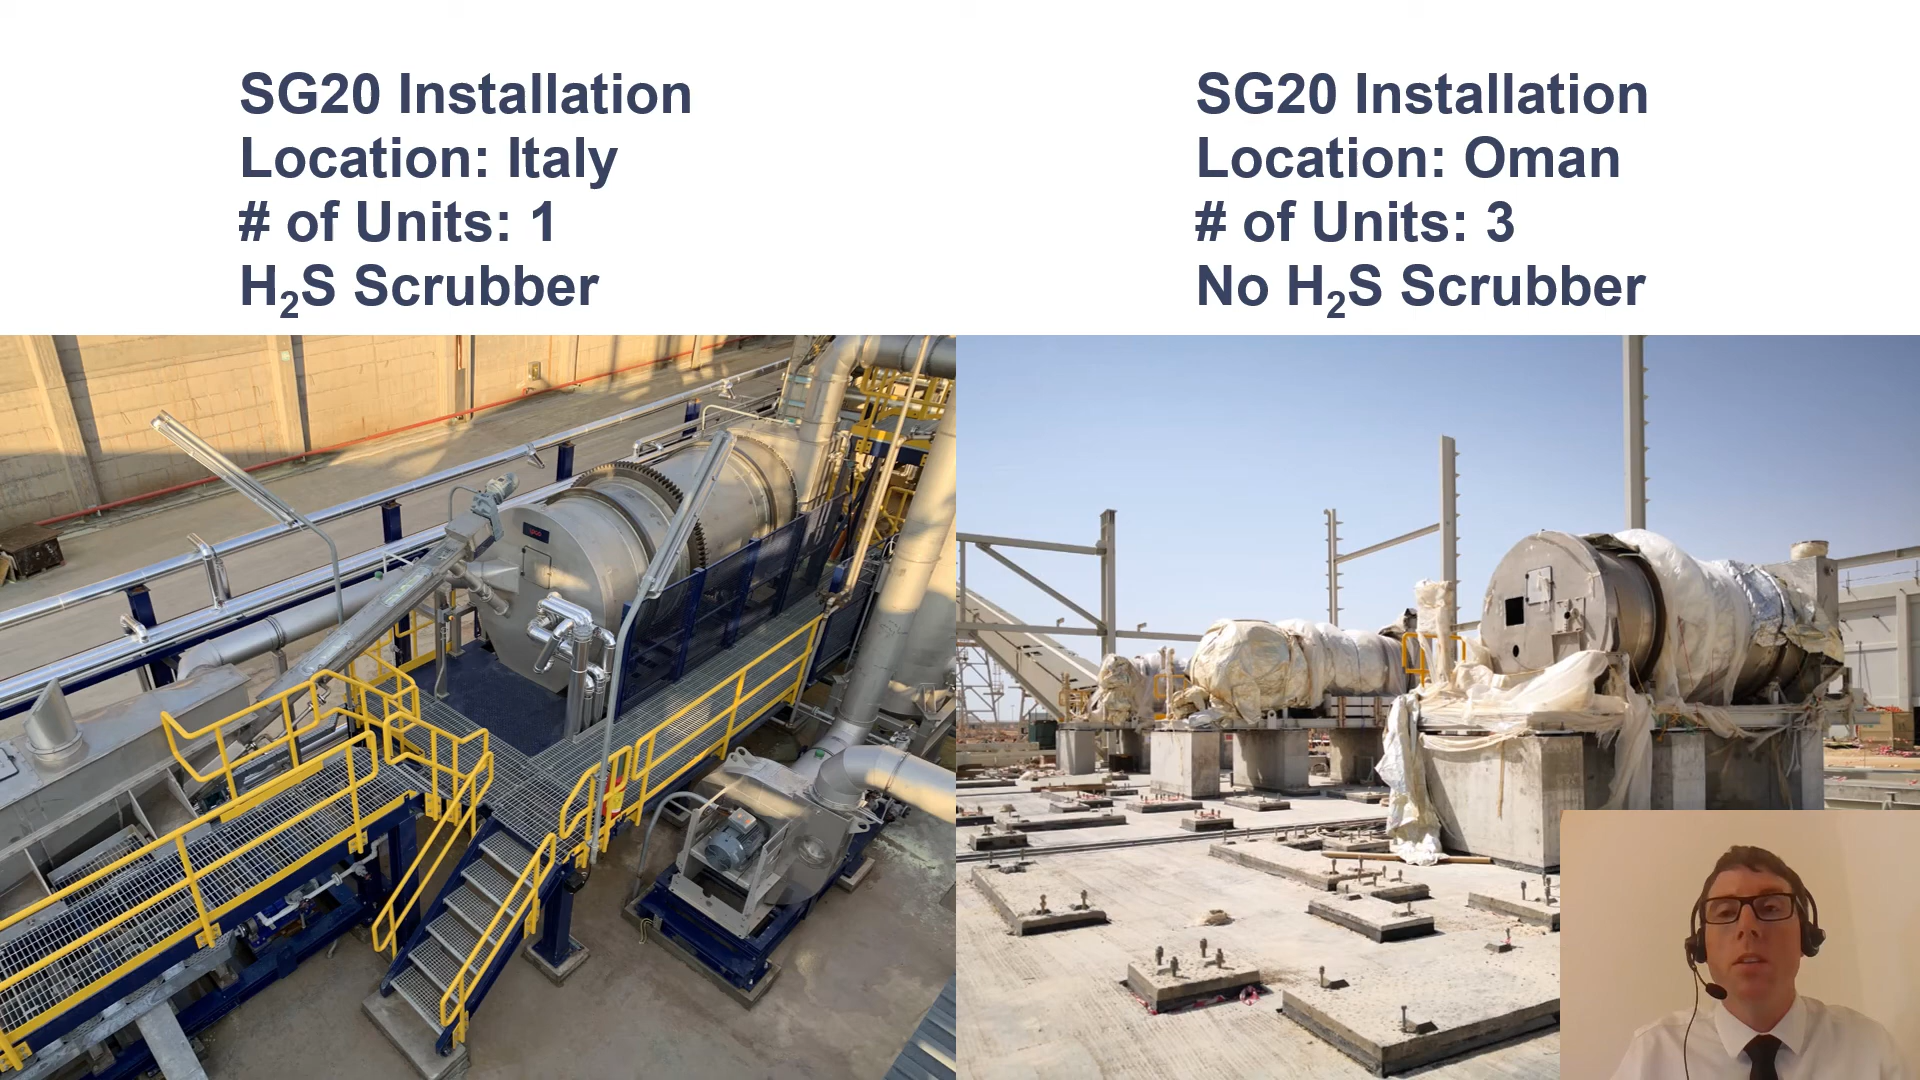 SG20 Installation
Location: Italy
# of Units: 1
H₂S Scrubber
SG20 Installation
Location: Oman
# of Units: 3
No H₂S Scrubber